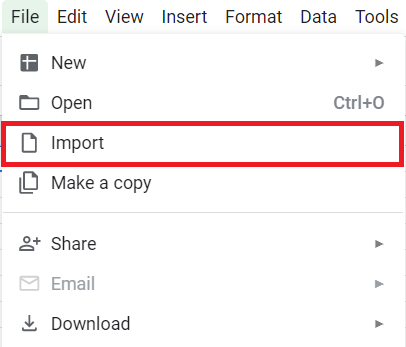 File Edit View Insert Format Data Tools
New
Open Ctrl+O
Import
Make a copy
Share
Email
Download